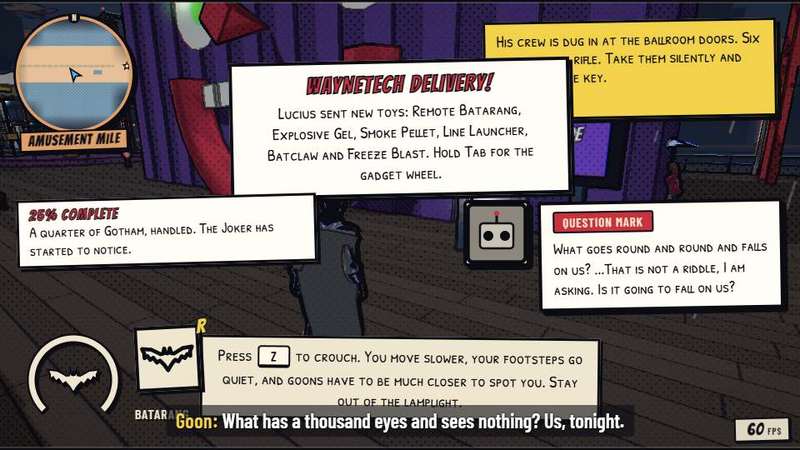 N
AMUSEMENT MILE
HIS CREW IS DUG IN AT THE BALLROOM DOORS. SIX
RIFLE. TAKE THEM SILENTLY AND
KEY.
WAYNETECH DELIVERY!
LUCIUS SENT NEW TOYS: REMOTE BATARANG,
EXPLOSIVE GEL, SMOKE PELLET, LINE LAUNCHER,
BATCLAW AND FREEZE BLAST. HOLD TAB FOR THE
GADGET WHEEL.
25% COMPLETE
A QUARTER OF GOTHAM, HANDLED. THE JOKER HAS
STARTED TO NOTICE.
QUESTION MARK
WHAT GOES ROUND AND ROUND AND FALLS
ON US? ...THAT IS NOT A RIDDLE, I AM
ASKING. IS IT GOING TO FALL ON US?
R
PRESS Z TO CROUCH. YOU MOVE SLOWER, YOUR FOOTSTEPS GO
QUIET, AND GOONS HAVE TO BE MUCH CLOSER TO SPOT YOU. STAY
OUT OF THE LAMPLIGHT.
Goon: What has a thousand eyes and sees nothing? Us, tonight.
60 FPS